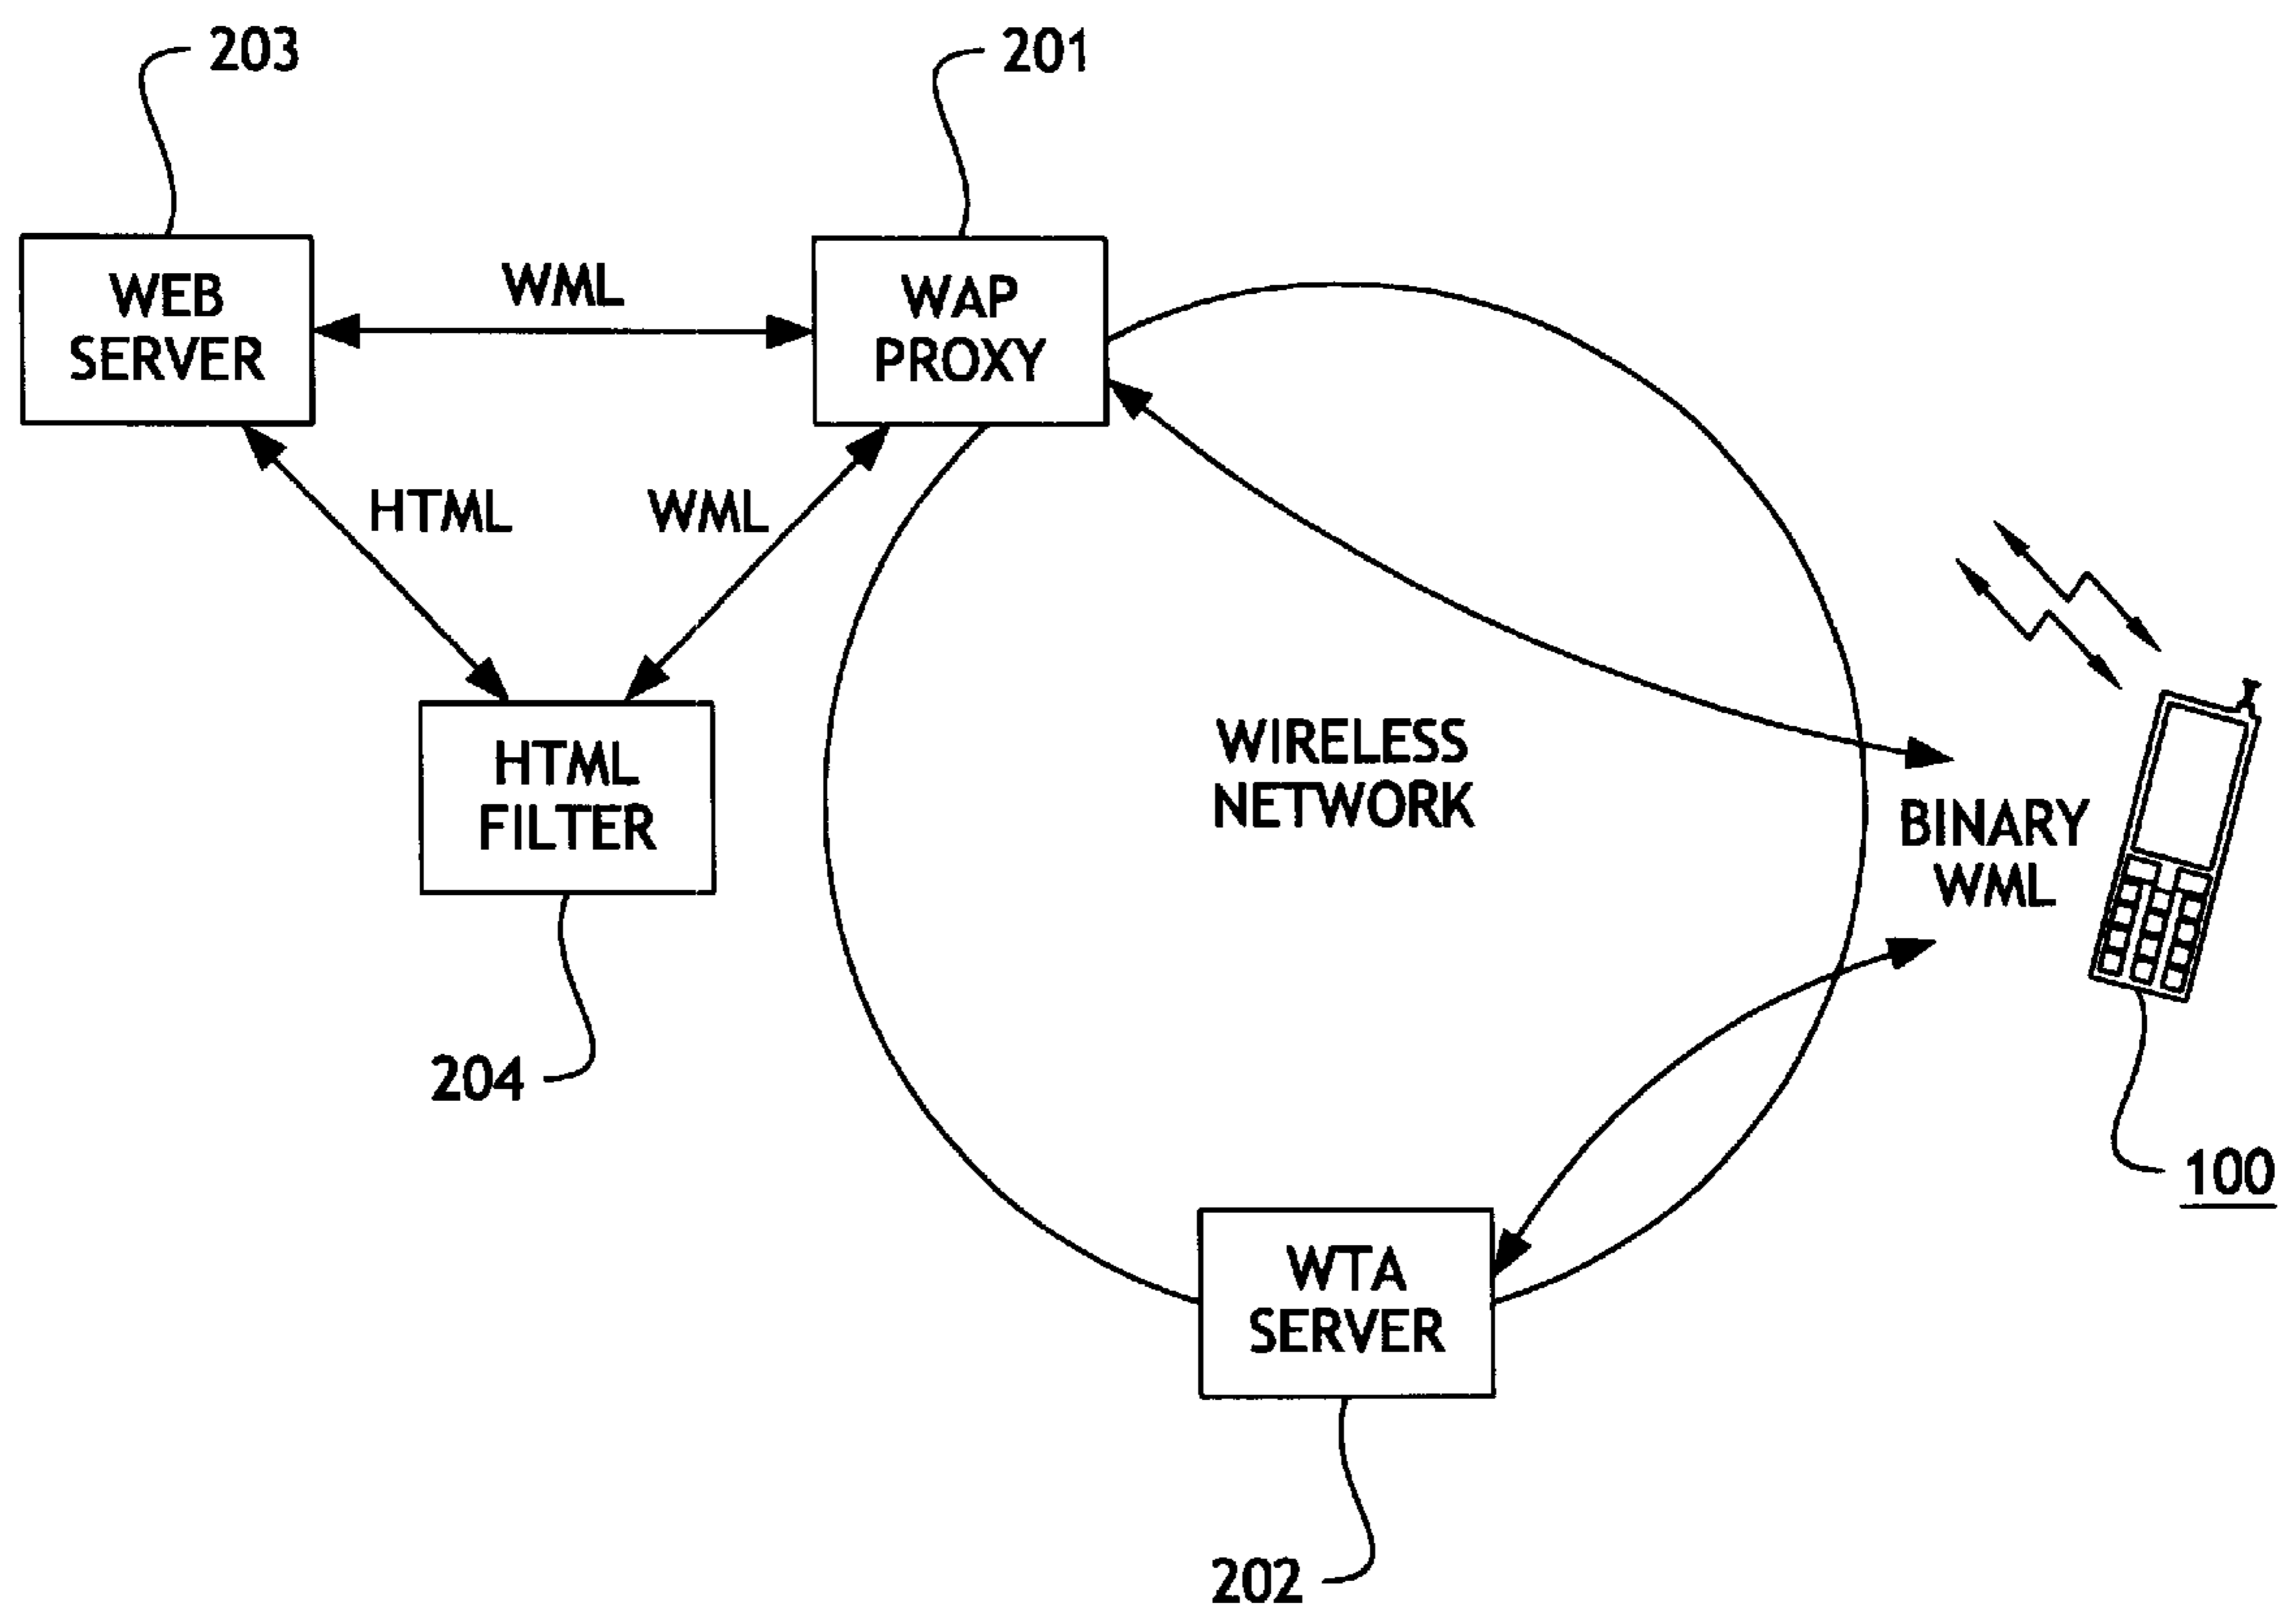 203
201
WEB
SERVER
WML
WAP
PROXY
HTML
WML
HTML
FILTER
WIRELESS
NETWORK
BINARY
WML
204
100
WTA
SERVER
202